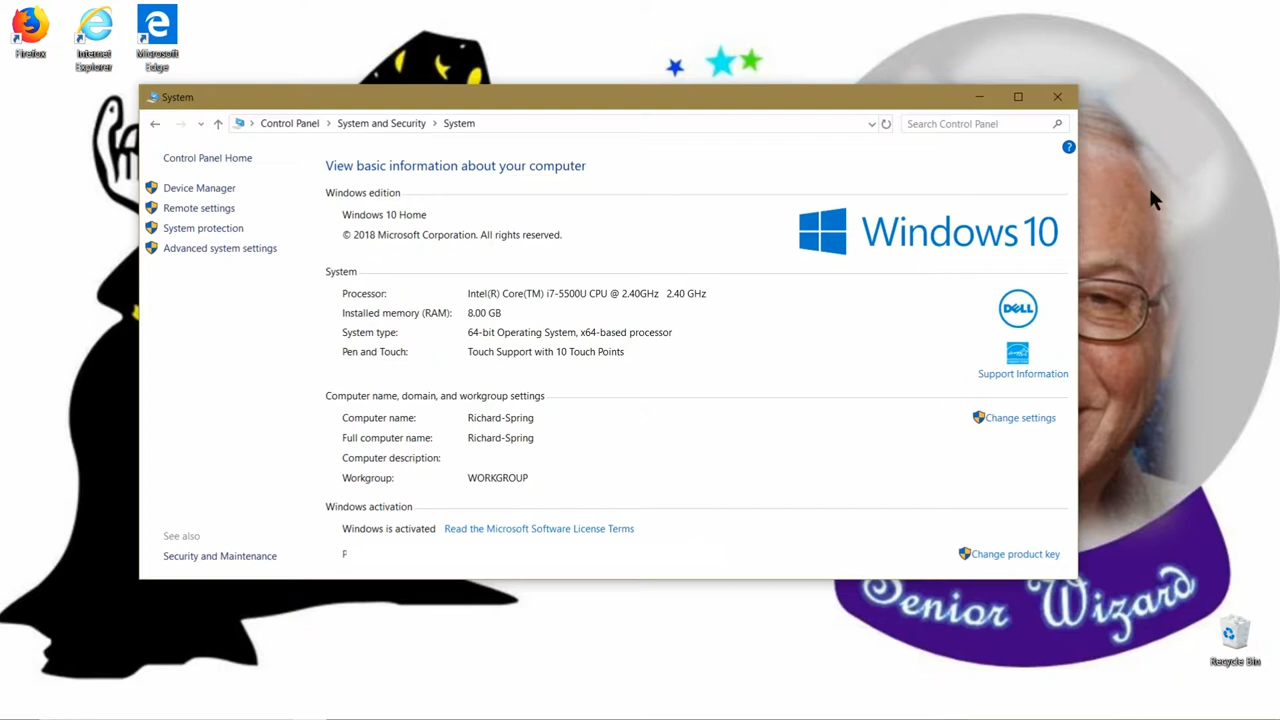 Firefox
Internet Explorer
Microsoft Edge
System
Control Panel > System and Security > System
Search Control Panel
Control Panel Home
Device Manager
Remote settings
System protection
Advanced system settings
View basic information about your computer
Windows edition
Windows 10 Home
© 2018 Microsoft Corporation. All rights reserved.
Windows 10
System
Processor: Intel(R) Core(TM) i7-5500U CPU @ 2.40GHz 2.40 GHz
Installed memory (RAM): 8.00 GB
System type: 64-bit Operating System, x64-based processor
Pen and Touch: Touch Support with 10 Touch Points
DELL
Support Information
Computer name, domain, and workgroup settings
Computer name: Richard-Spring
Change settings
Full computer name: Richard-Spring
Computer description:
Workgroup: WORKGROUP
Windows activation
Windows is activated Read the Microsoft Software License Terms
P
Change product key
See also
Security and Maintenance
Senior Wizard
Recycle Bin